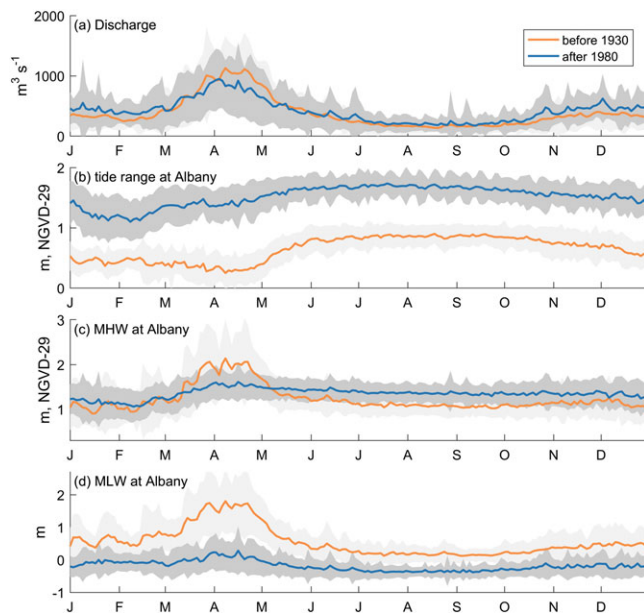 (a) Discharge
before 1930
after 1980
m³ s⁻¹
2000
1000
0
J F M A M J J A S O N D
(b) tide range at Albany
m, NGVD-29
2
1
0
J F M A M J J A S O N D
(c) MHW at Albany
m, NGVD-29
3
2
1
J F M A M J J A S O N D
(d) MLW at Albany
m
2
1
0
-1
J F M A M J J A S O N D